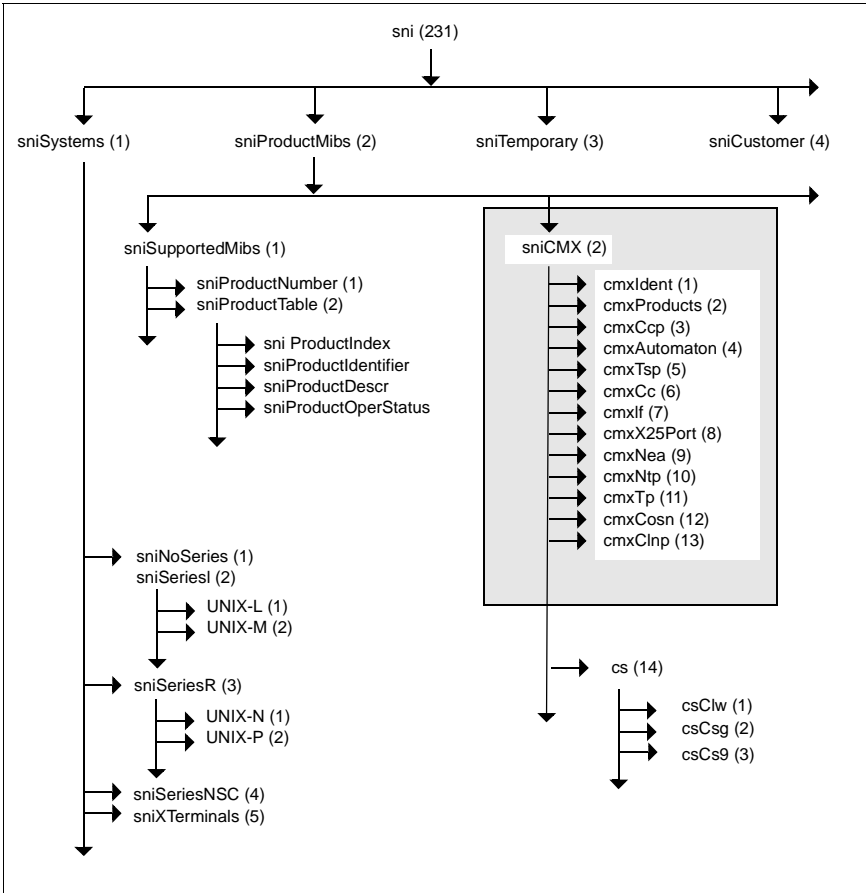 sni (231)
sniSystems (1)
sniProductMibs (2)
sniTemporary (3)
sniCustomer (4)
sniSupportedMibs (1)
sniProductNumber (1)
sniProductTable (2)
sni ProductIndex
sniProductIdentifier
sniProductDescr
sniProductOperStatus
sniCMX (2)
cmxIdent (1)
cmxProducts (2)
cmxCcp (3)
cmxAutomaton (4)
cmxTsp (5)
cmxCc (6)
cmxIf (7)
cmxX25Port (8)
cmxNea (9)
cmxNtp (10)
cmxTp (11)
cmxCosn (12)
cmxClnp (13)
sniNoSeries (1)
sniSeriesI (2)
UNIX-L (1)
UNIX-M (2)
sniSeriesR (3)
UNIX-N (1)
UNIX-P (2)
sniSeriesNSC (4)
sniXTerminals (5)
cs (14)
csClw (1)
csCsg (2)
csCs9 (3)